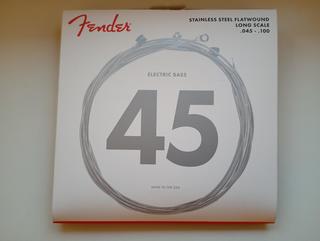 Fender
STAINLESS STEEL FLATWOUND
LONG SCALE
.045 - .100
ELECTRIC BASS
45
MADE IN THE USA